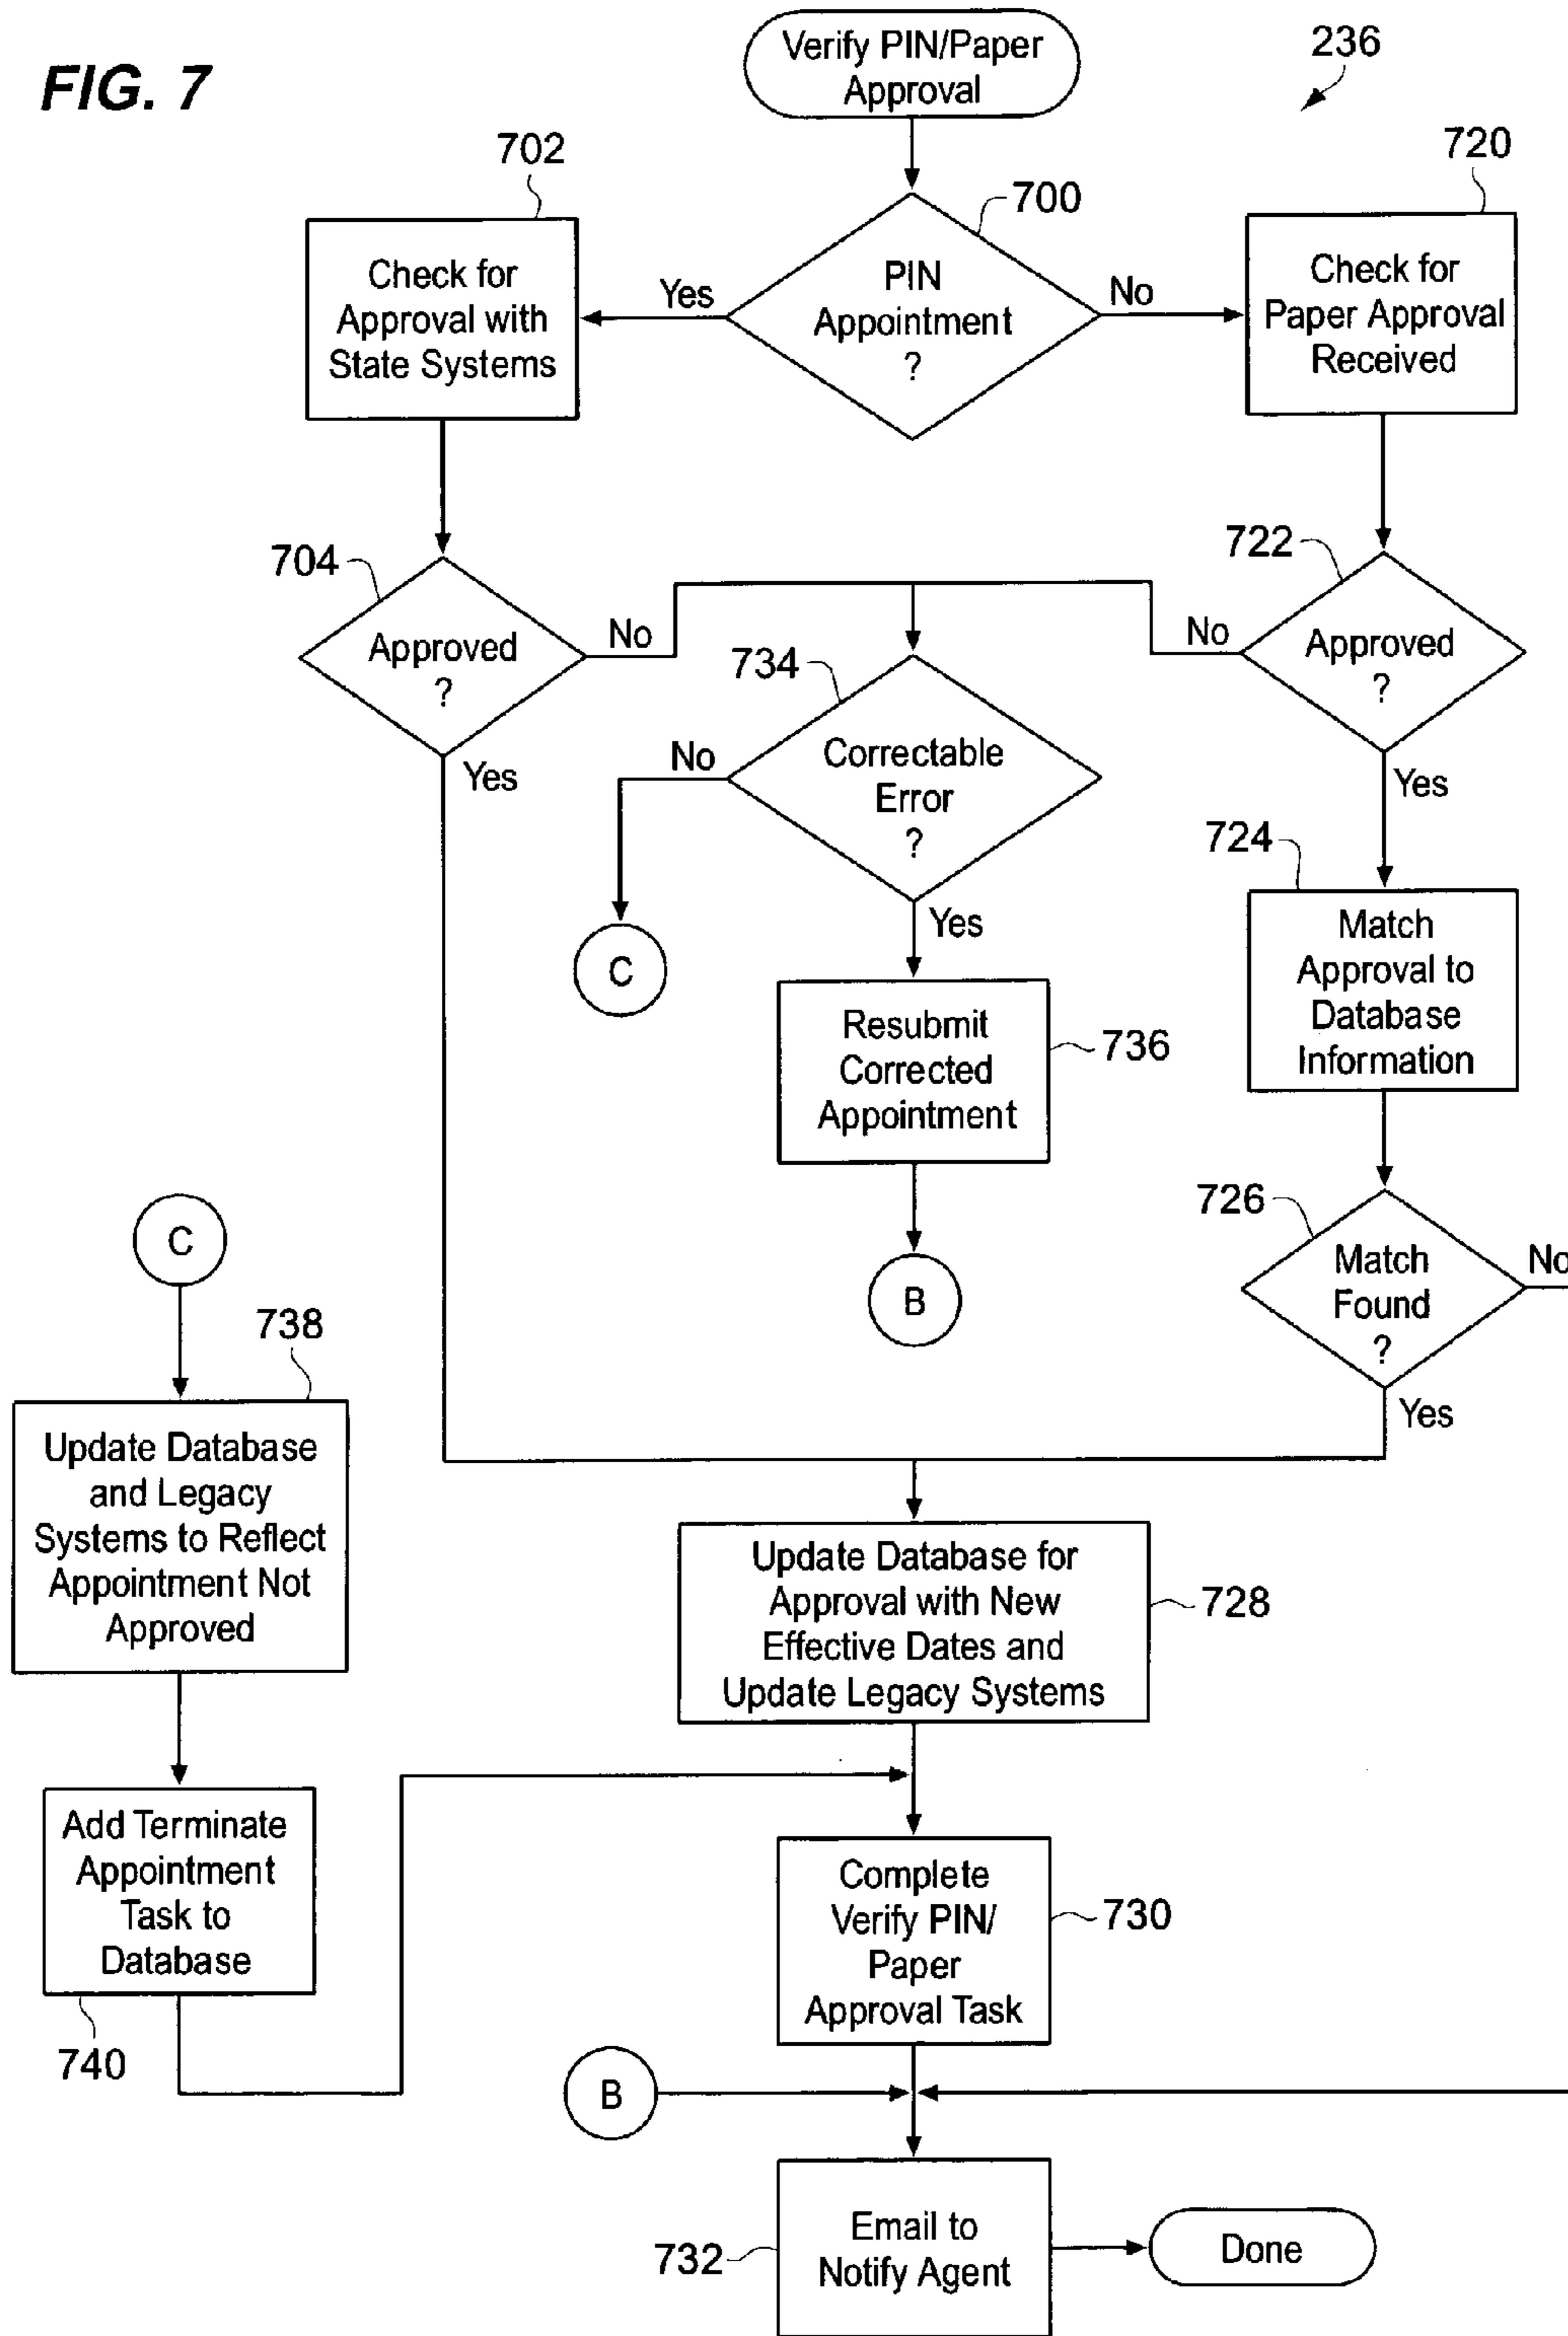 FIG. 7
Verify PIN/Paper
Approval
236
702
700
720
Check for
Approval with
State Systems
Yes
PIN
Appointment
?
No
Check for
Paper Approval
Received
704
Approved
?
No
Yes
734
Correctable
Error
?
No
Yes
722
Approved
?
No
Yes
C
Resubmit
Corrected
Appointment
736
B
724
Match
Approval to
Database
Information
726
Match
Found
?
No
Yes
C
738
Update Database
and Legacy
Systems to Reflect
Appointment Not
Approved
Update Database for
Approval with New
Effective Dates and
Update Legacy Systems
728
Add Terminate
Appointment
Task to
Database
740
Complete
Verify PIN/
Paper
Approval Task
730
B
Email to
Notify Agent
732
Done